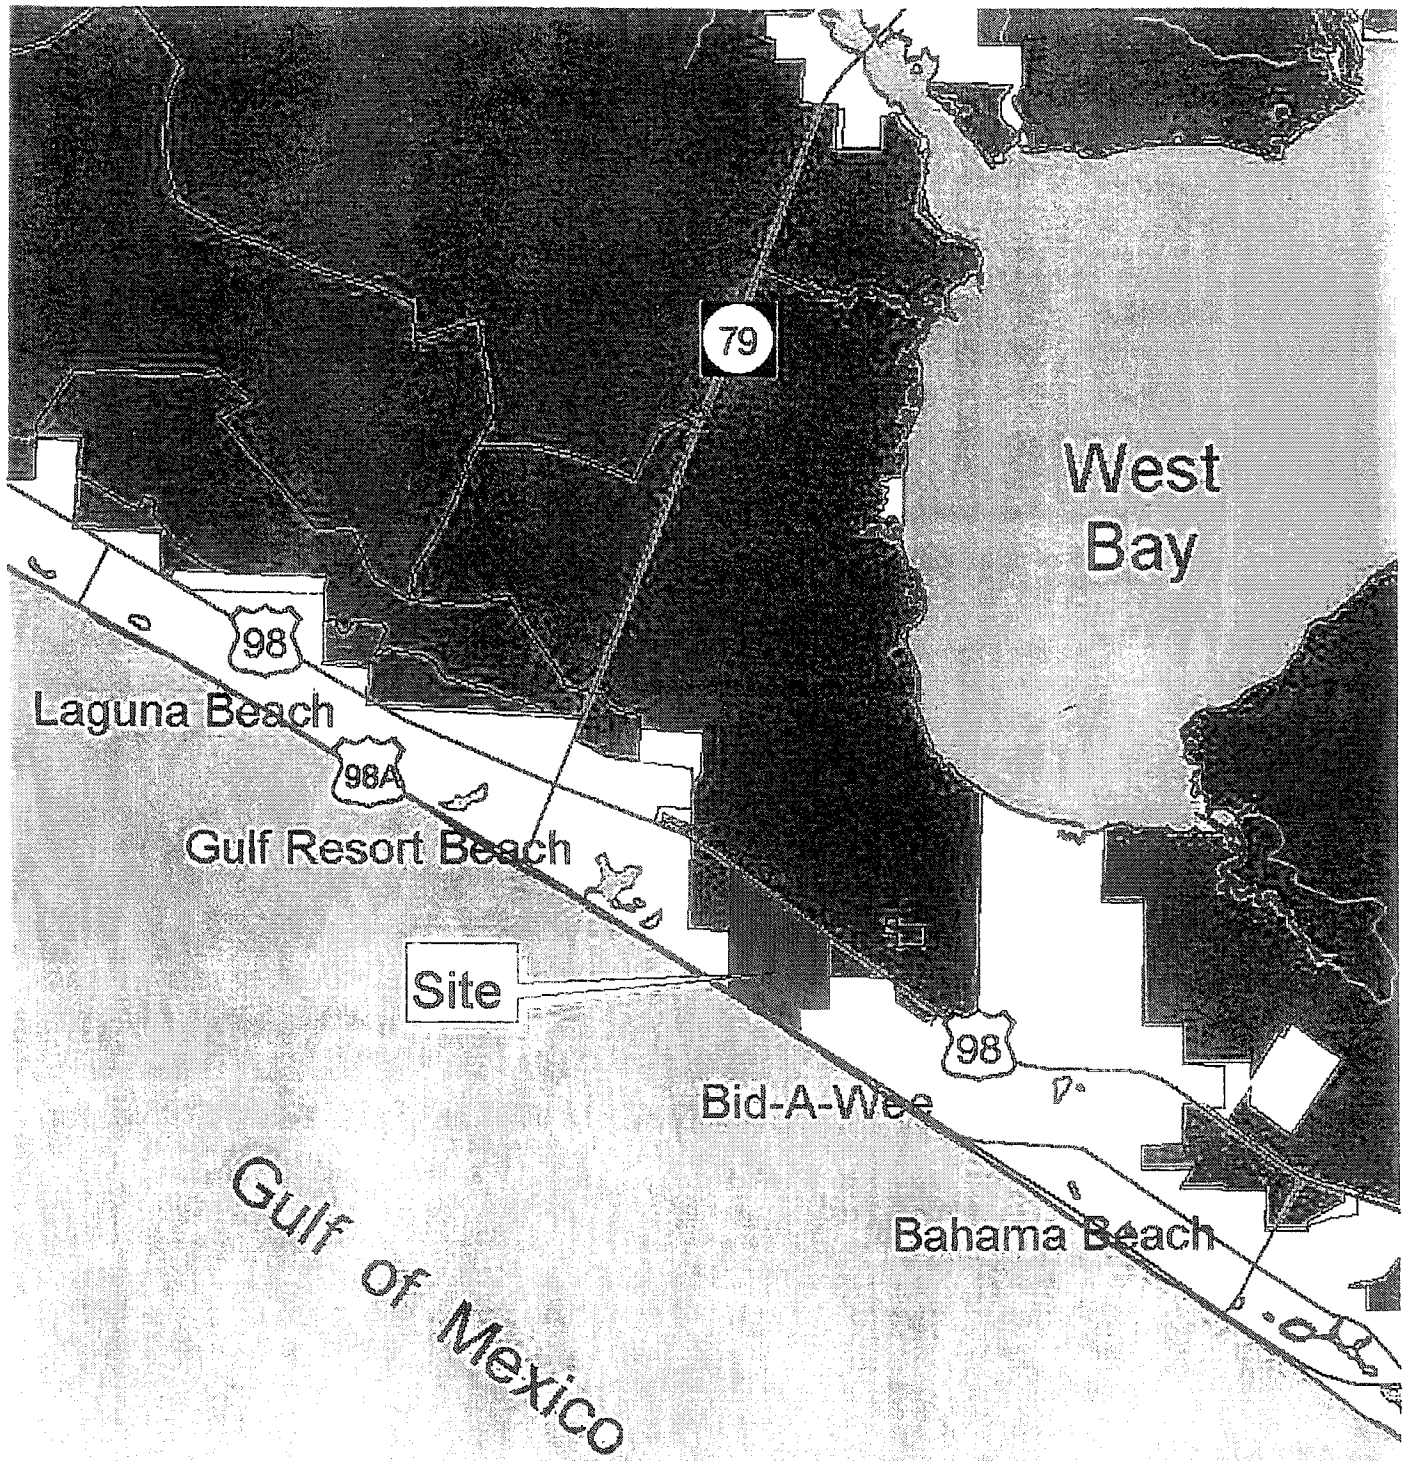 79
West
Bay
98
Laguna Beach
98A
Gulf Resort Beach
Site
98
Bid-A-Wee
Bahama Beach
Gulf of Mexico